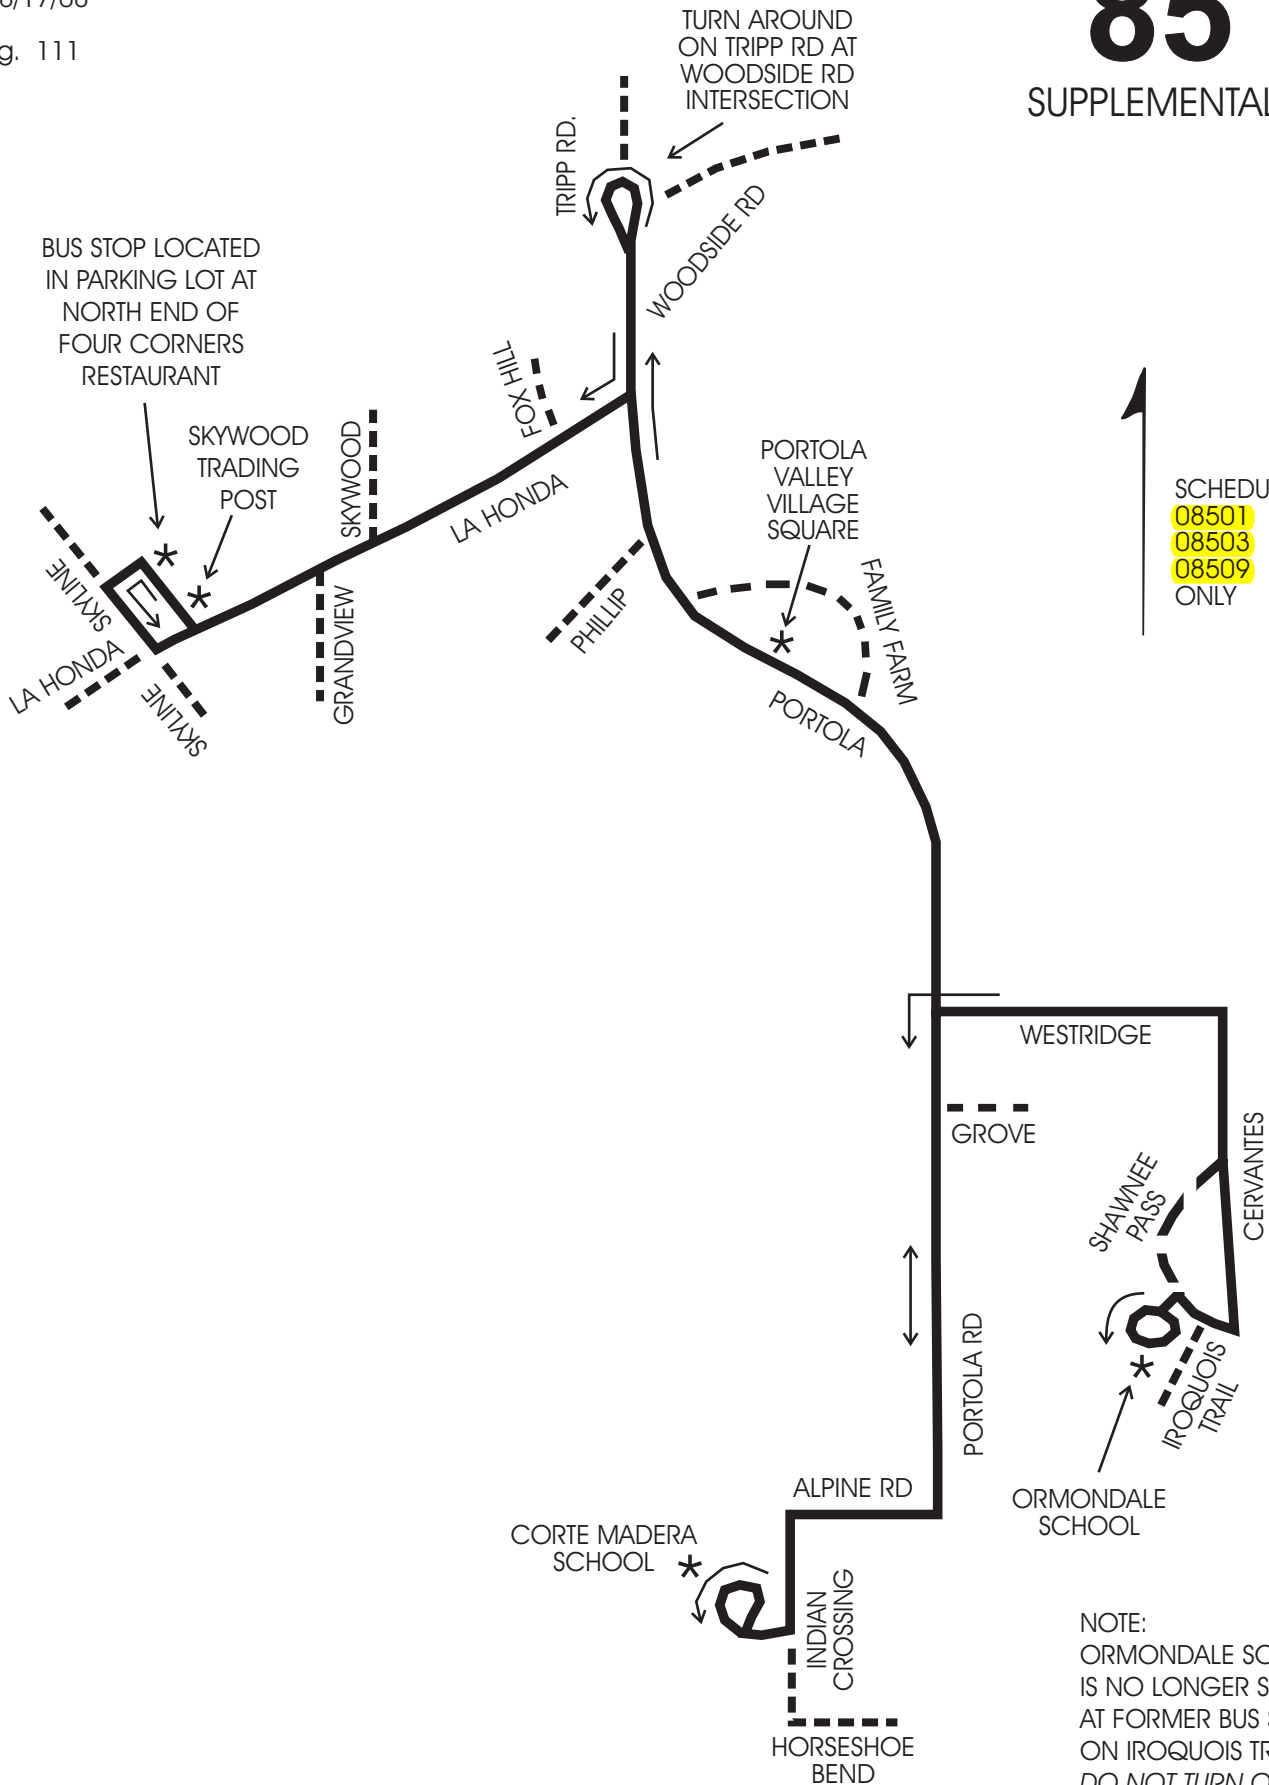 g. 111
85
SUPPLEMENTAL
TURN AROUND
ON TRIPP RD AT
WOODSIDE RD
INTERSECTION
TRIPP RD.
WOODSIDE RD
BUS STOP LOCATED
IN PARKING LOT AT
NORTH END OF
FOUR CORNERS
RESTAURANT
SKYWOOD
TRADING
POST
SKYWOOD
FOX HILL
LA HONDA
PORTOLA
VALLEY
VILLAGE
SQUARE
SCHEDU
08501
08503
08509
ONLY
SKYLINE
LA HONDA
SKYLINE
GRANDVIEW
PHILLIP
FAMILY FARM
PORTOLA
WESTRIDGE
GROVE
CERVANTES
SHAWNEE
PASS
PORTOLA RD
IROQUOIS
TRAIL
ALPINE RD
ORMONDALE
SCHOOL
CORTE MADERA
SCHOOL
INDIAN
CROSSING
HORSESHOE
BEND
NOTE:
ORMONDALE SC
IS NO LONGER S
AT FORMER BUS
ON IROQUOIS TR
DO NOT TURN O